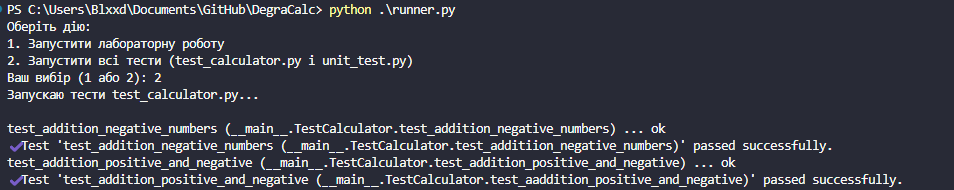 PS C:\Users\Blxxd\Documents\GitHub\DegraCalc> python .\runner.py
Оберіть дію:
1. Запустити лабораторну роботу
2. Запустити всі тести (test_calculator.py і unit_test.py)
Ваш вибір (1 або 2): 2
Запускаю тести test_calculator.py...
test_addition_negative_numbers (__main__.TestCalculator.test_addition_negative_numbers) ... ok
✔Test 'test_addition_negative_numbers (__main__.TestCalculator.test_additiion_negative_numbers)' passed successfully.
test_addition_positive_and_negative (__main__.TestCalculator.test_addition_positive_and_negative) ... ok
✔Test 'test_addition_positive_and_negative (__main__.TestCalculator.test_aaddition_positive_and_negative)' passed successfully.